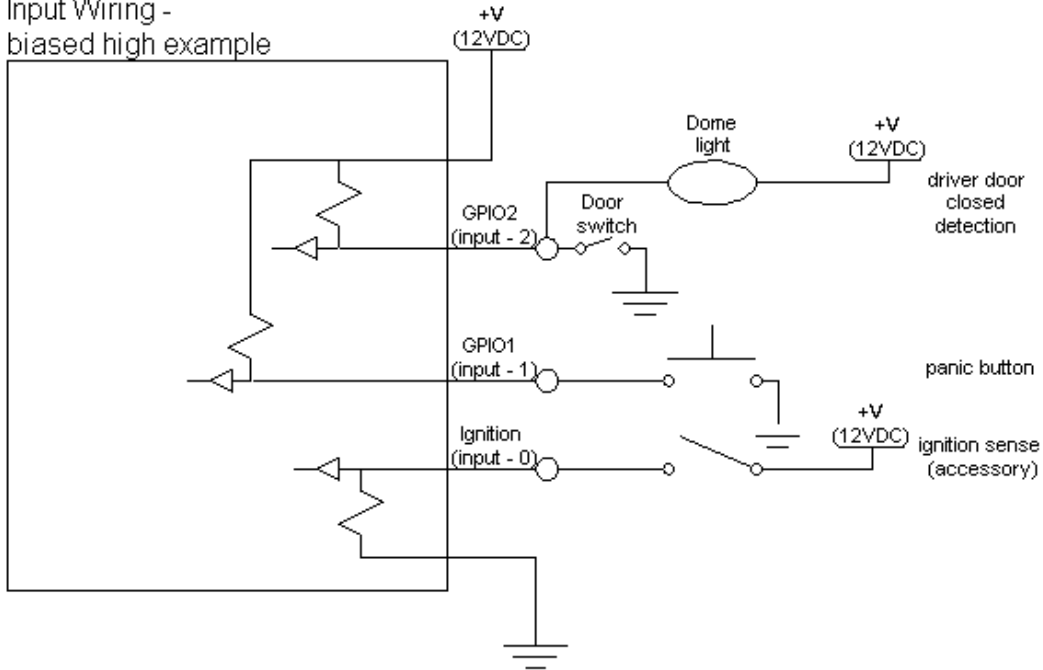 Input Wiring -
biased high example
+V
(12VDC)
Dome
light
+V
(12VDC)
driver door
closed
detection
GPIO2
(input - 2)
Door
switch
GPIO1
(input - 1)
panic button
Ignition
(input - 0)
+V
(12VDC)
ignition sense
(accessory)